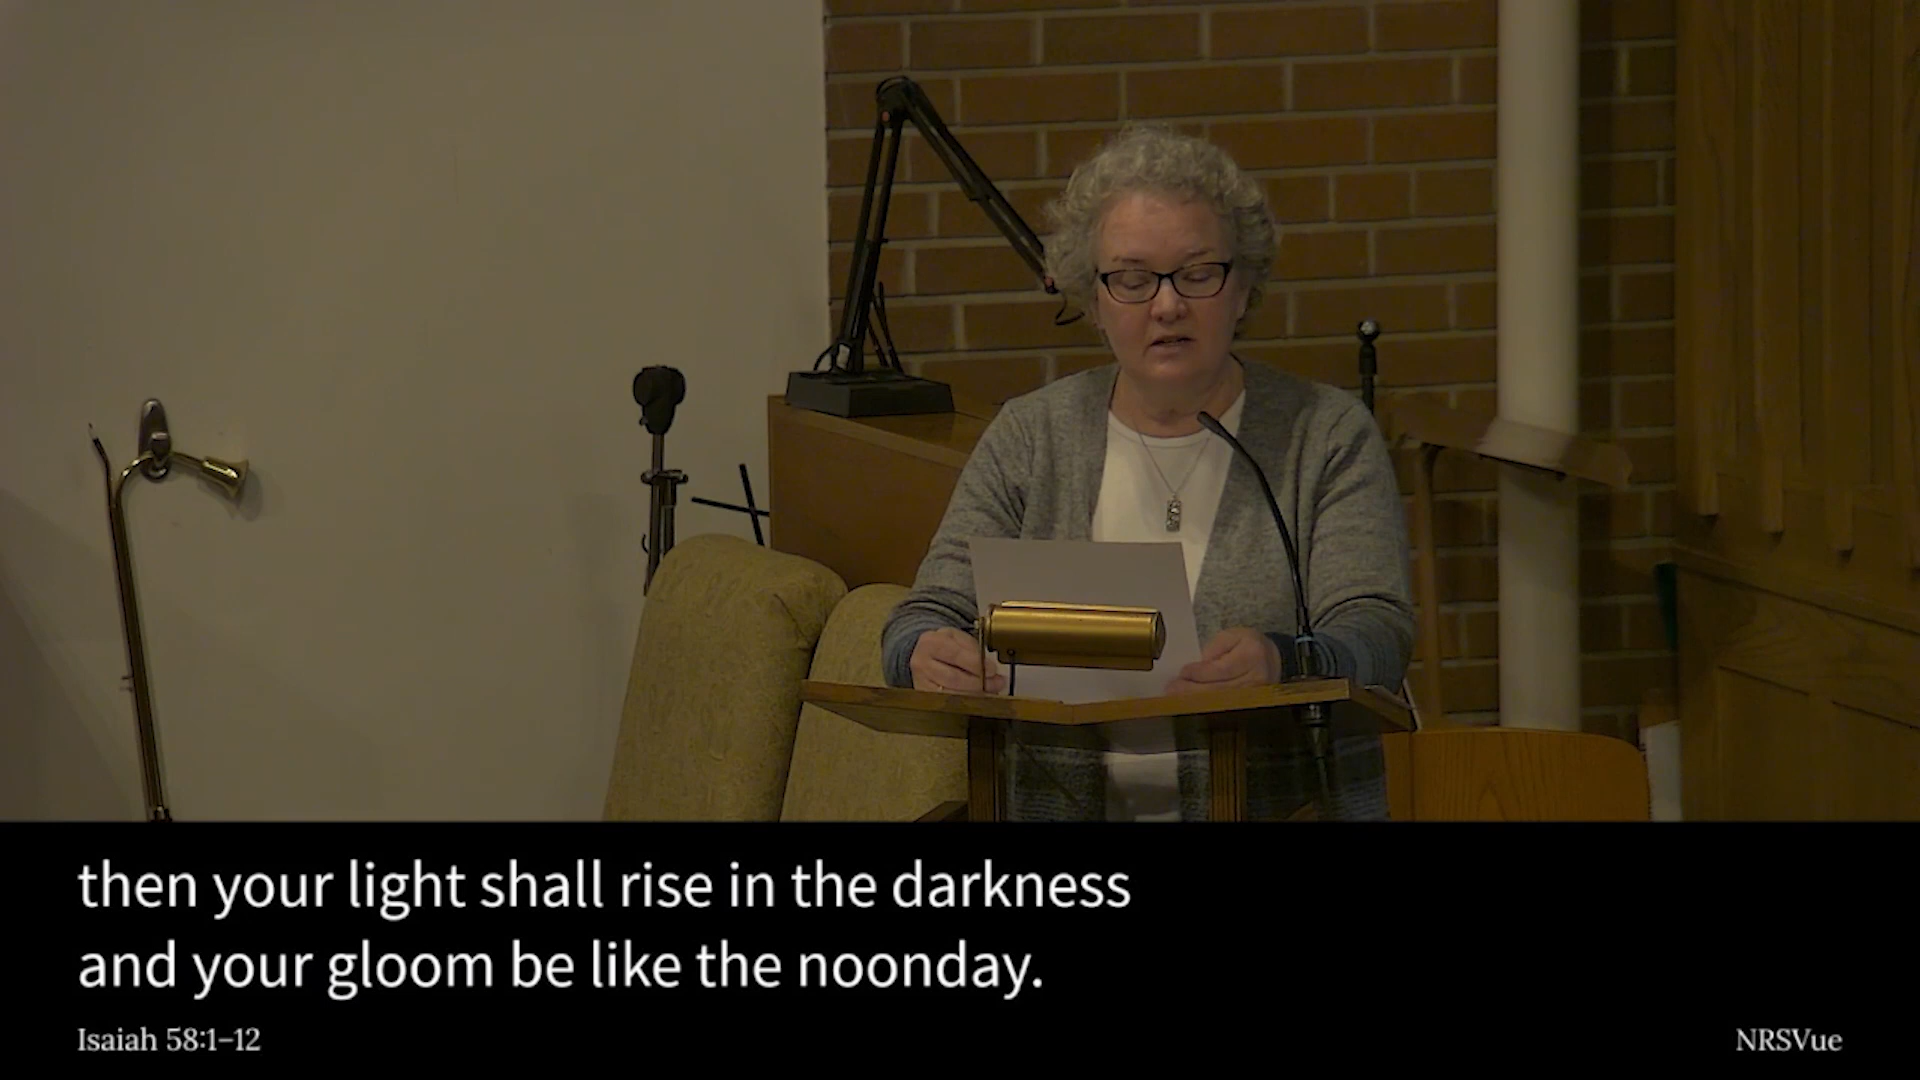 then your light shall rise in the darkness
and your gloom be like the noonday.
Isaiah 58:1–12
NRSVue